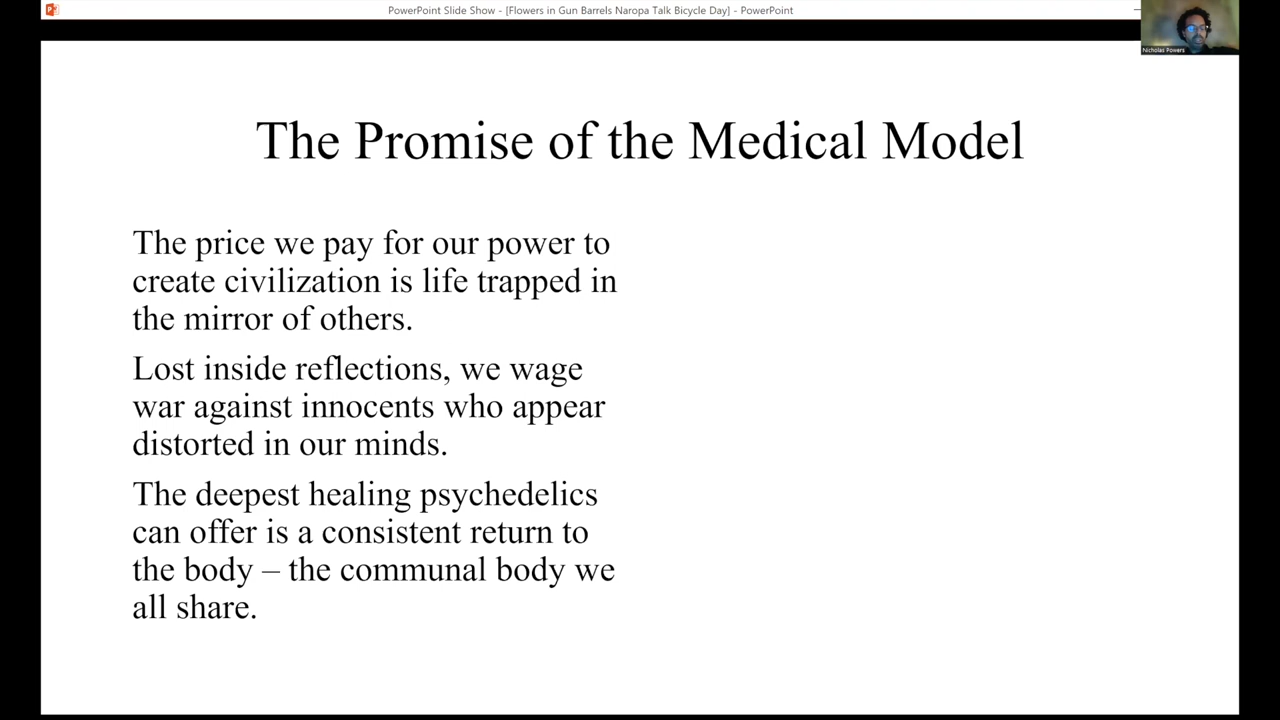 PowerPoint Slide Show - [Flowers in Gun Barrels Naropa Talk Bicycle Day] - PowerPoint
Nicholas Powers
The Promise of the Medical Model
The price we pay for our power to
create civilization is life trapped in
the mirror of others.
Lost inside reflections, we wage
war against innocents who appear
distorted in our minds.
The deepest healing psychedelics
can offer is a consistent return to
the body – the communal body we
all share.